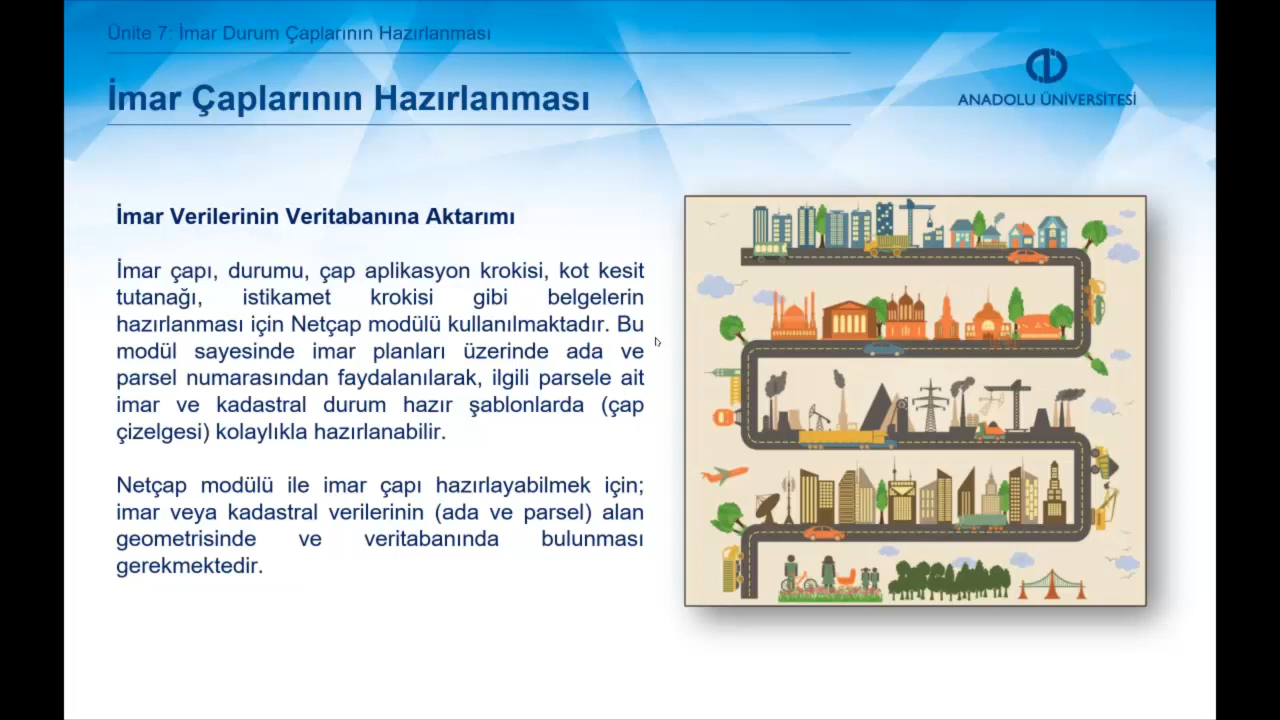 Ünite 7: İmar Durum Çaplarının Hazırlanması
İmar Çaplarının Hazırlanması
ANADOLU ÜNİVERSİTESİ
İmar Verilerinin Veritabanına Aktarımı
İmar çapı, durumu, çap aplikasyon krokisi, kot kesit
tutanağı, istikamet krokisi gibi belgelerin
hazırlanması için Netçap modülü kullanılmaktadır. Bu
modül sayesinde imar planları üzerinde ada ve
parsel numarasından faydalanılarak, ilgili parsele ait
imar ve kadastral durum hazır şablonlarda (çap
çizelgesi) kolaylıkla hazırlanabilir.
Netçap modülü ile imar çapı hazırlayabilmek için;
imar veya kadastral verilerinin (ada ve parsel) alan
geometrisinde ve veritabanında bulunması
gerekmektedir.